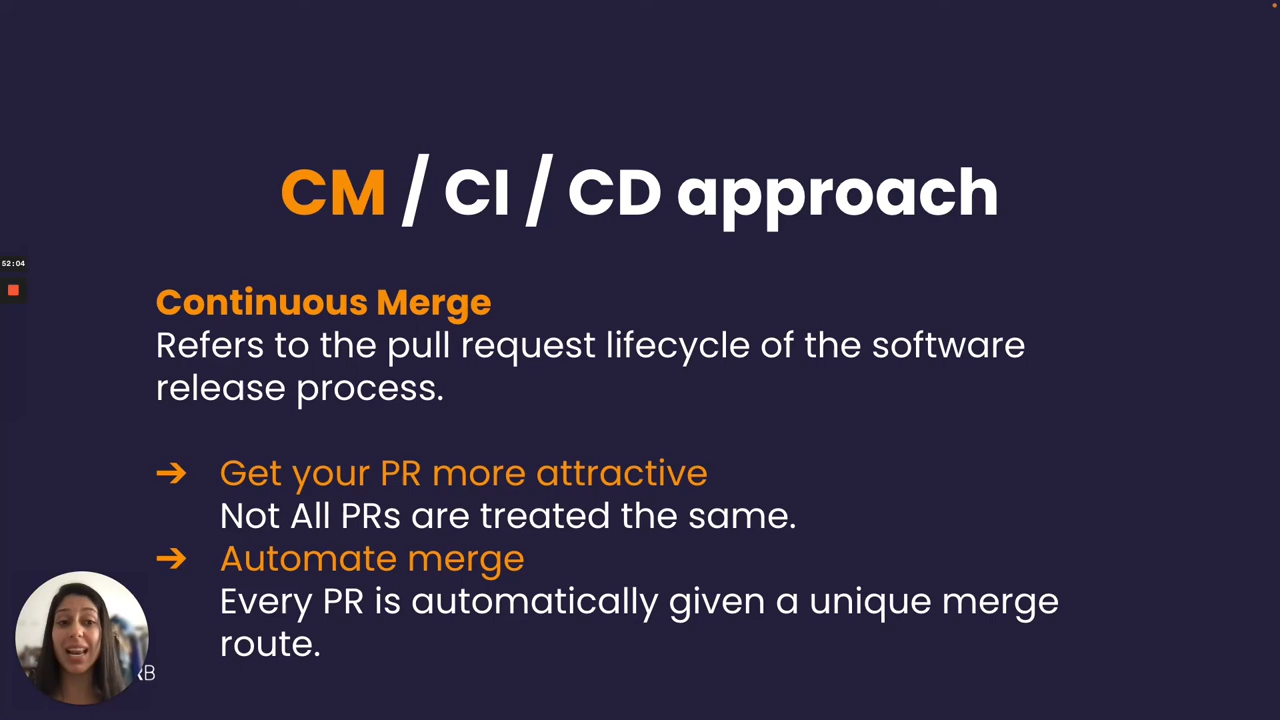 CM / CI / CD approach
52:04
Continuous Merge
Refers to the pull request lifecycle of the software
release process.
➔ Get your PR more attractive
Not All PRs are treated the same.
➔ Automate merge
Every PR is automatically given a unique merge
route.